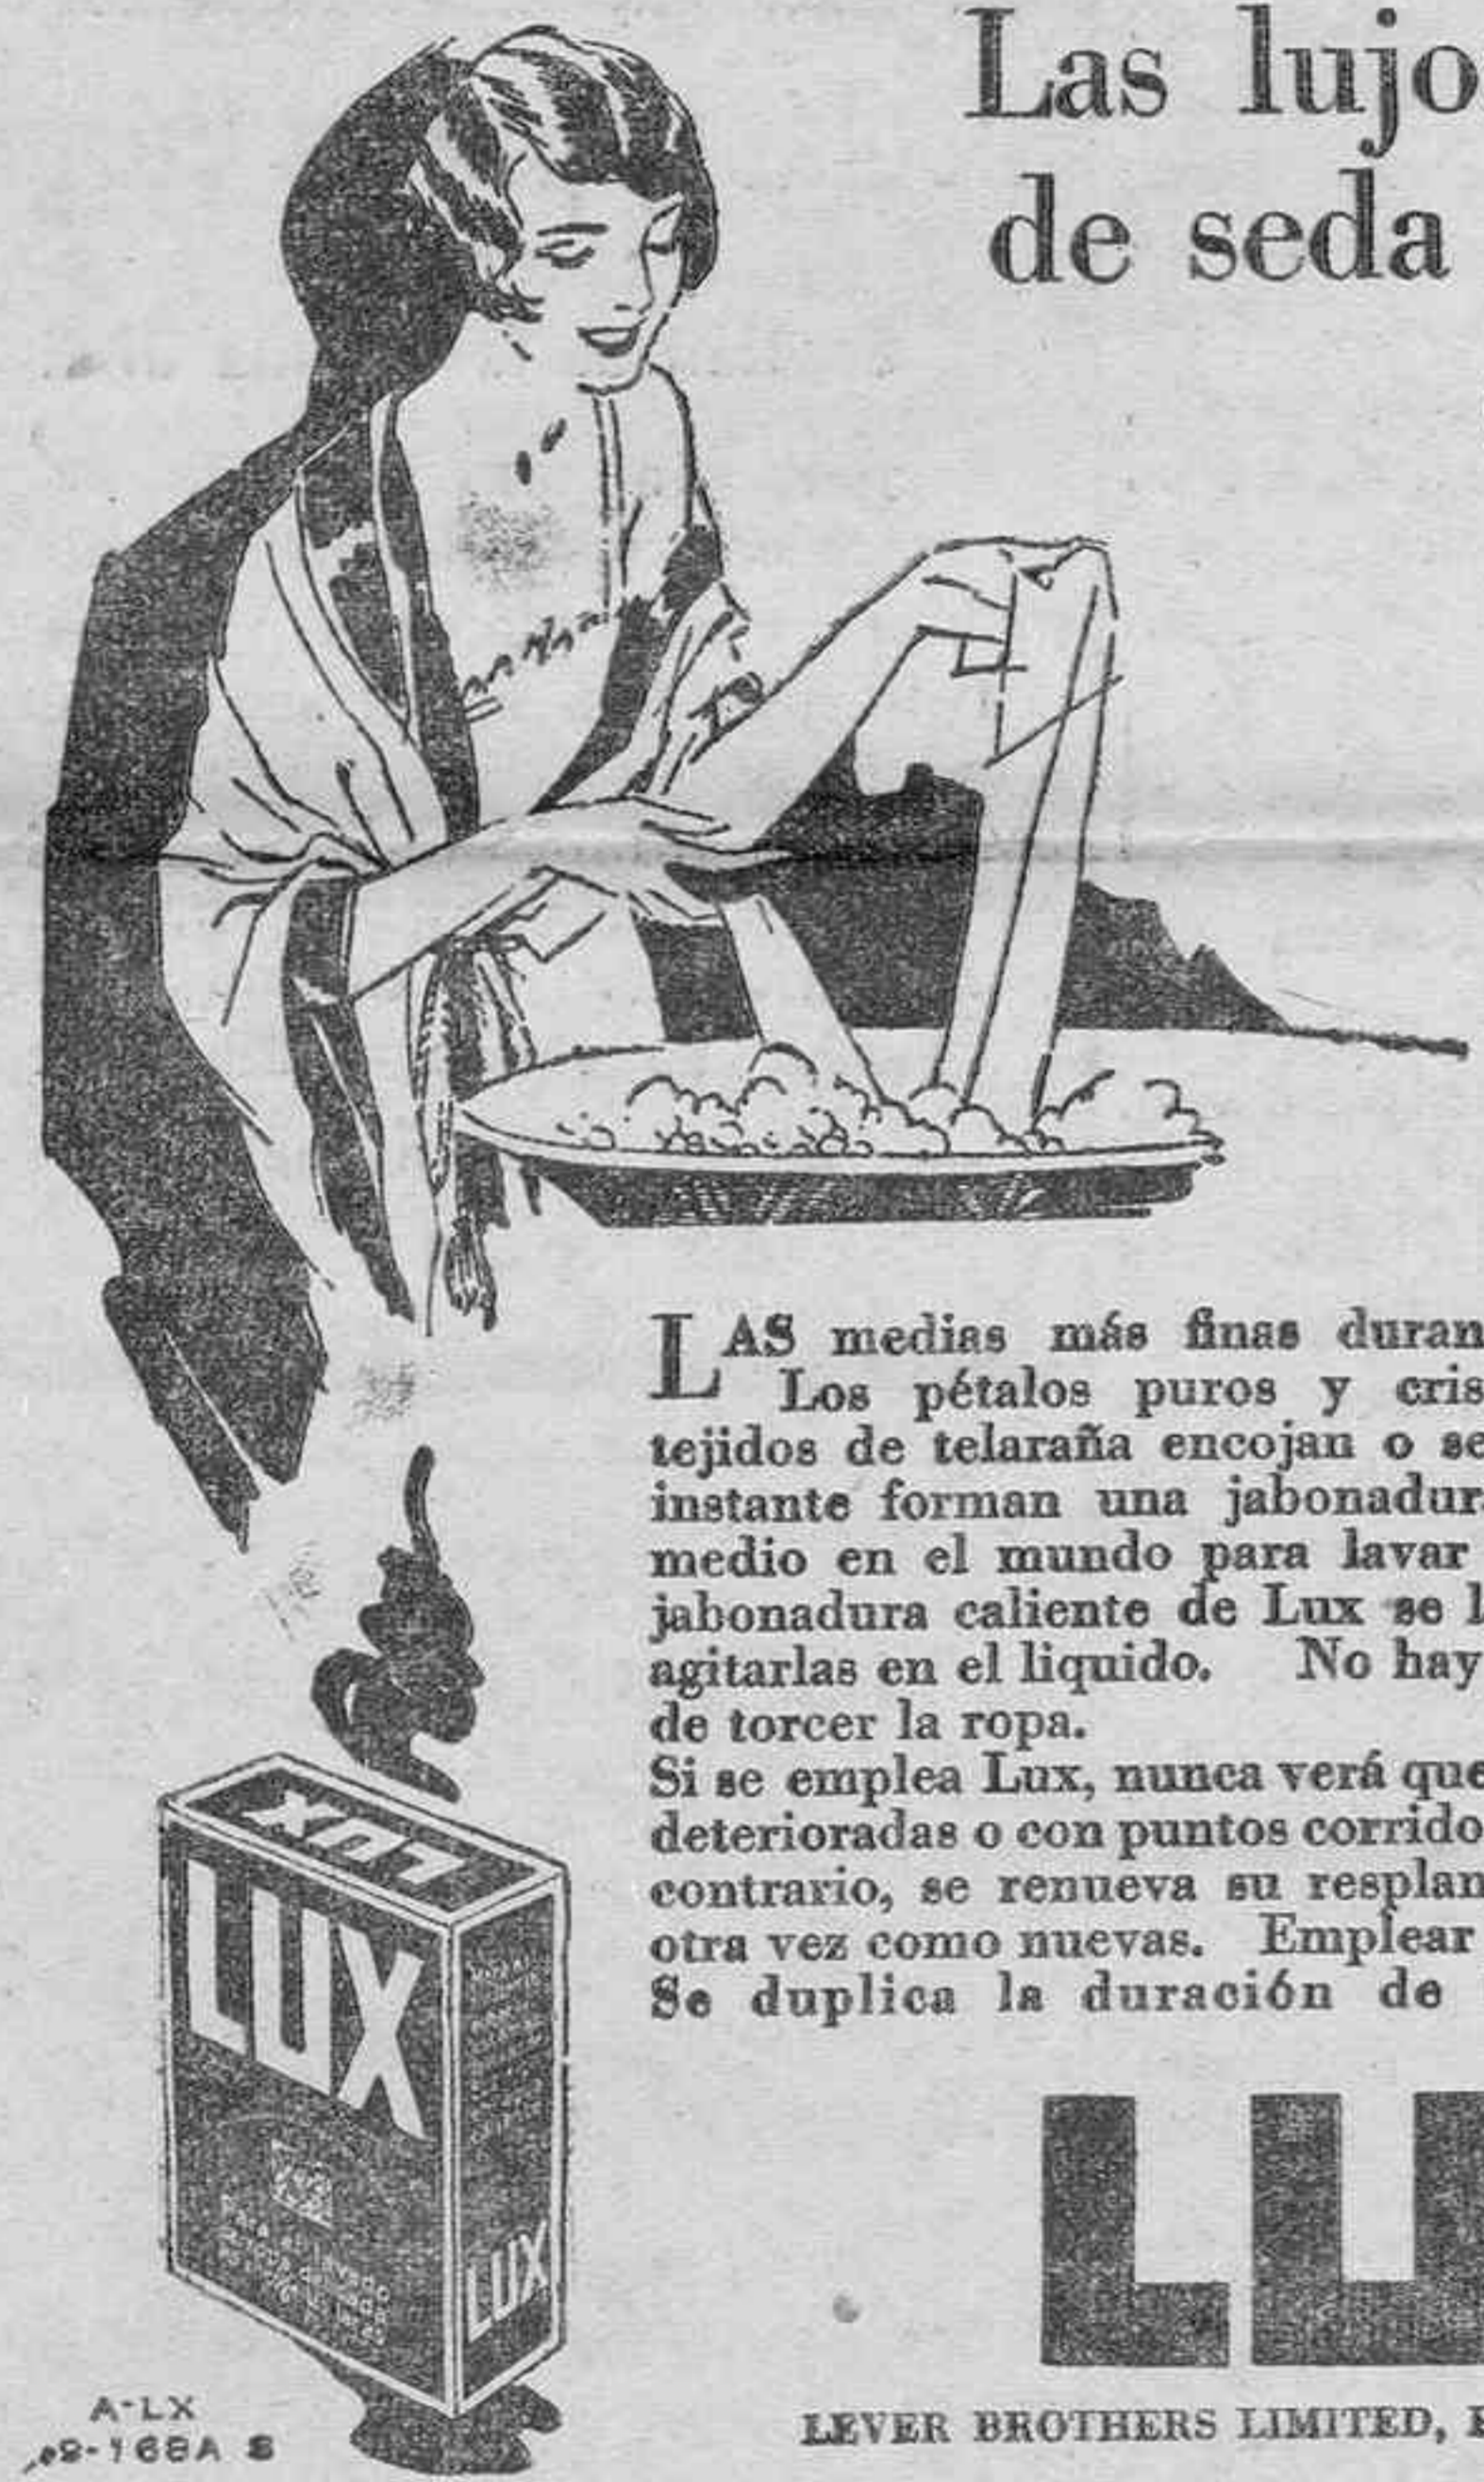 Las lujo
de seda
LAS medias más finas duran
Los pétalos puros y cris
tejidos de telaraña encojan o se
instante forman una jabonadur
medio en el mundo para lavar
jabonadura caliente de Lux se l
agitarlas en el liquido. No hay
de torcer la ropa.
Si se emplea Lux, nunca verá que
deterioradas o con puntos corrido
contrario, se renueva su resplan
otra vez como nuevas. Emplear
Se duplica la duración de
LUX
LUX
LUX
LU
LEVER BROTHERS LIMITED,
A-LX